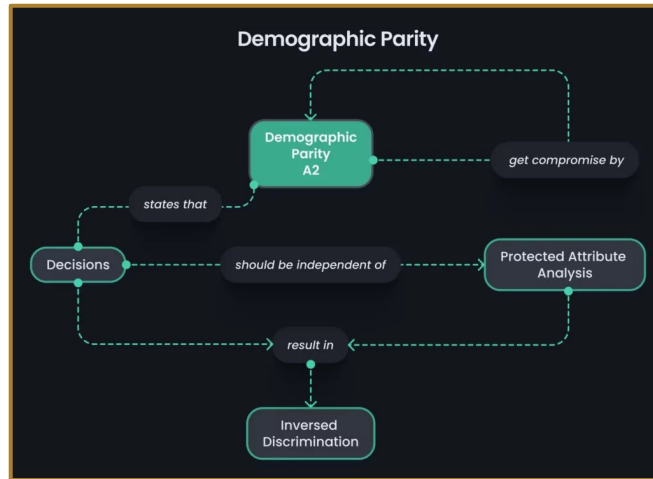 Demographic Parity
Demographic
Parity
A2
get compromise by
states that
Decisions
should be independent of
Protected Attribute
Analysis
result in
Inversed
Discrimination